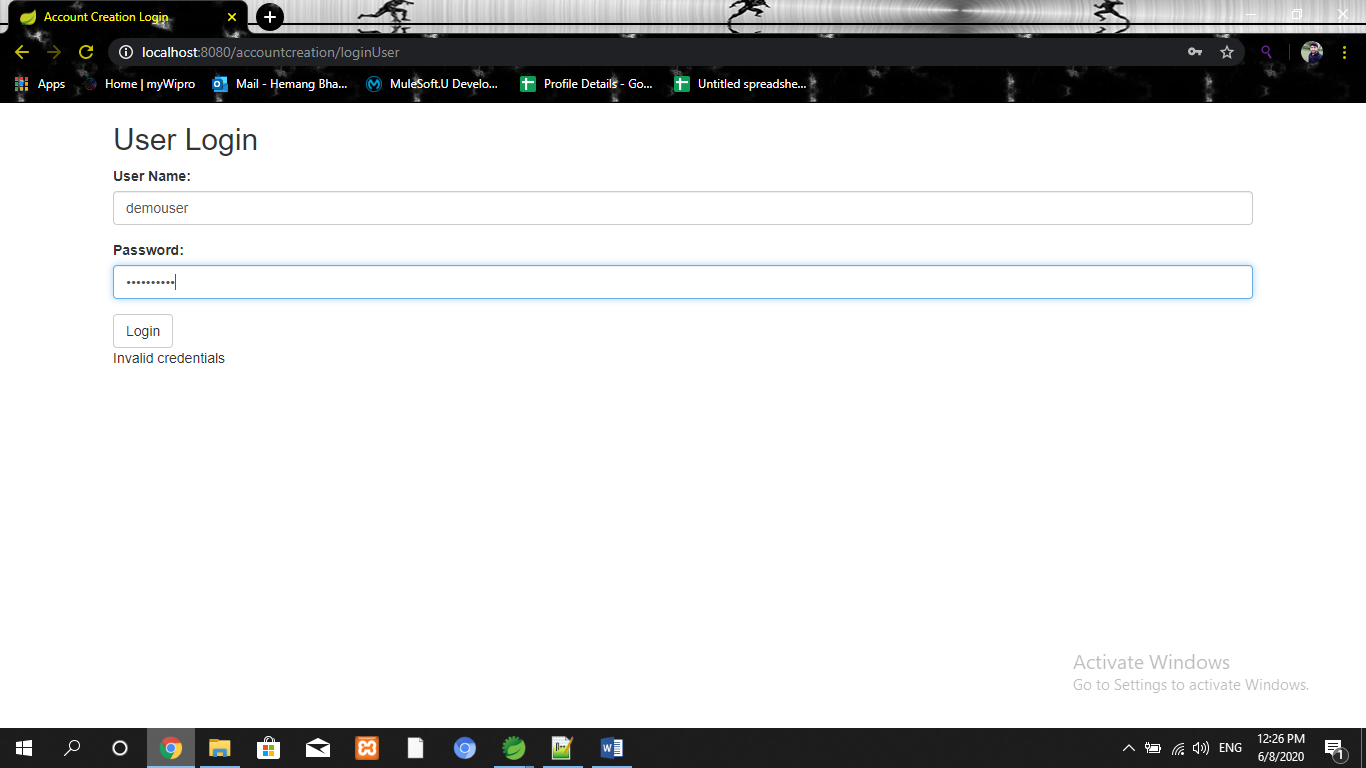 Account Creation Login
localhost:8080/accountcreation/loginUser
Apps Home | myWipro Mail - Hemang Bha... MuleSoft.U Develo... Profile Details - Go... Untitled spreadshe...
User Login
User Name:
demouser
Password:
••••••••••
Login
Invalid credentials
Activate Windows
Go to Settings to activate Windows.
ENG
12:26 PM
6/8/2020
1